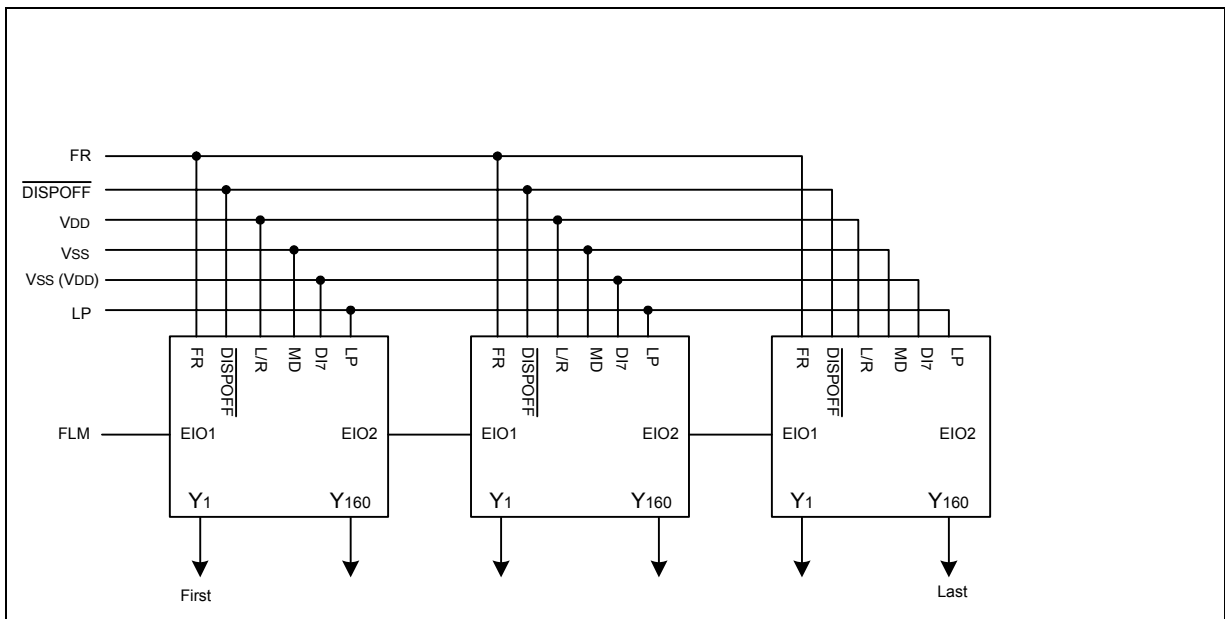 FR
DISPOFF
VDD
VSS
VSS (VDD)
LP
FR DISPOFF L/R MD DI7 LP
FR DISPOFF L/R MD DI7 LP
FR DISPOFF L/R MD DI7 LP
FLM EIO1 EIO2 EIO1 EIO2 EIO1 EIO2
Y1 Y160 Y1 Y160 Y1 Y160
First Last